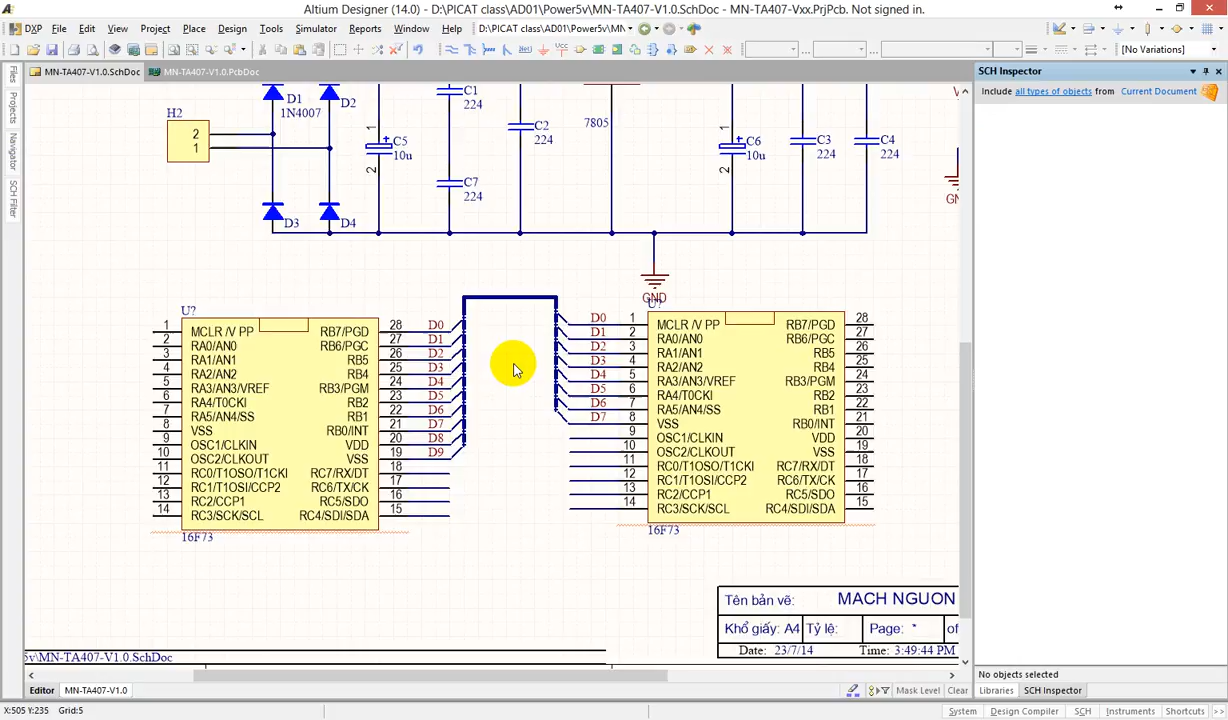 Altium Designer (14.0) - D:\PICAT class\AD01\Power5v\MN-TA407-V1.0.SchDoc - MN-TA407-Vxx.PrjPcb. Not signed in.
DXP File Edit View Project Place Design Tools Simulator Reports Window Help D:\PICAT class\AD01\Power5v\MN
[No Variations]
MN-TA407-V1.0.SchDoc MN-TA407-V1.0.PcbDoc
SCH Inspector
Include all types of objects from Current Document
Files
Projects
Navigator
SCH Filter
D1
1N4007
D2
H2
2
1
D3
D4
1
C5
10u
2
C1
224
C7
224
C2
224
7805
1
C6
10u
2
C3
224
C4
224
GND
U?
1 MCLR /V PP RB7/PGD 28 D0
2 RA0/AN0 RB6/PGC 27 D1
3 RA1/AN1 RB5 26 D2
4 RA2/AN2 RB4 25 D3
5 RA3/AN3/VREF RB3/PGM 24 D4
6 RA4/T0CKI RB2 23 D5
7 RA5/AN4/SS RB1 22 D6
8 VSS RB0/INT 21 D7
9 OSC1/CLKIN VDD 20 D8
10 OSC2/CLKOUT VSS 19 D9
11 RC0/T1OSO/T1CKI RC7/RX/DT 18
12 RC1/T1OSI/CCP2 RC6/TX/CK 17
13 RC2/CCP1 RC5/SDO 16
14 RC3/SCK/SCL RC4/SDI/SDA 15
16F73
U?
D0 1 MCLR /V PP RB7/PGD 28
D1 2 RA0/AN0 RB6/PGC 27
D2 3 RA1/AN1 RB5 26
D3 4 RA2/AN2 RB4 25
D4 5 RA3/AN3/VREF RB3/PGM 24
D5 6 RA4/T0CKI RB2 23
D6 7 RA5/AN4/SS RB1 22
D7 8 VSS RB0/INT 21
9 OSC1/CLKIN VDD 20
10 OSC2/CLKOUT VSS 19
11 RC0/T1OSO/T1CKI RC7/RX/DT 18
12 RC1/T1OSI/CCP2 RC6/TX/CK 17
13 RC2/CCP1 RC5/SDO 16
14 RC3/SCK/SCL RC4/SDI/SDA 15
16F73
Tên bản vẽ: MACH NGUON
Khổ giấy: A4 Tỷ lệ: Page: * of
Date: 23/7/14 Time: 3:49:44 PM
5v\MN-TA407-V1.0.SchDoc
No objects selected
Editor MN-TA407-V1.0 Mask Level Clear Libraries SCH Inspector
X:505 Y:235 Grid:5 System Design Compiler SCH Instruments Shortcuts >>